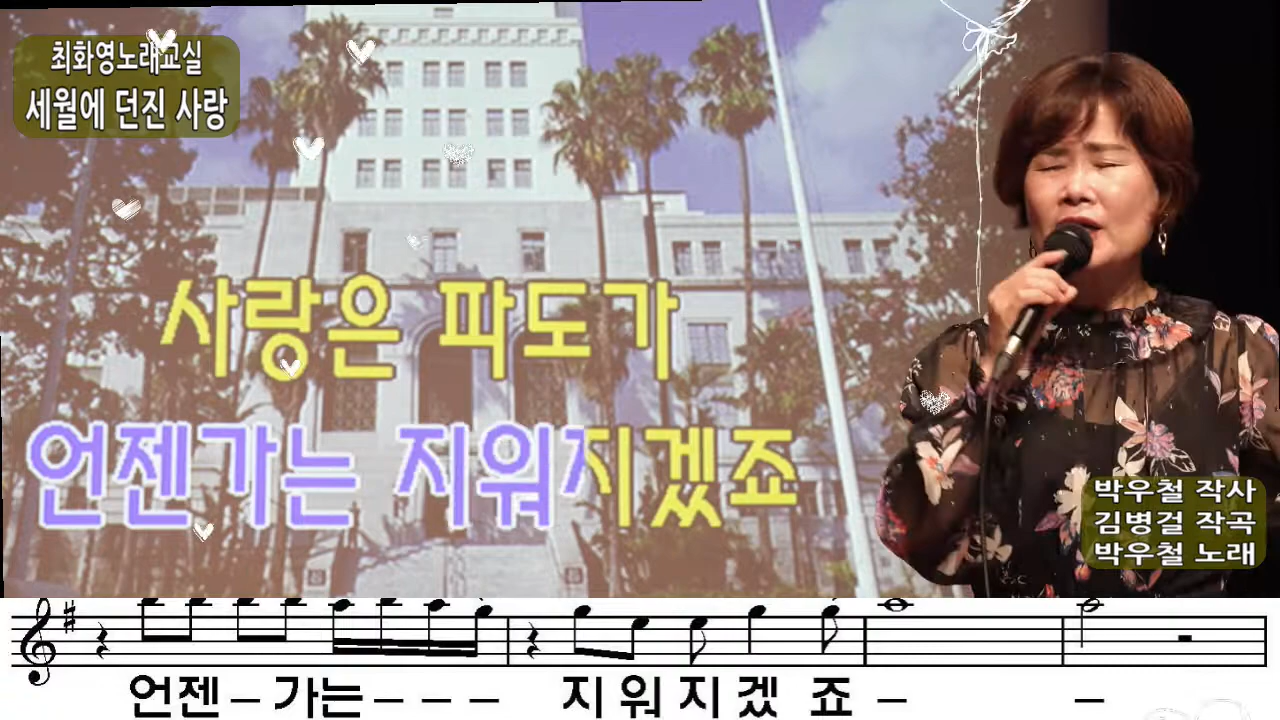 최화영노래교실
세월에 던진 사랑
사랑은 파도가
언젠가는 지워지겠죠
박우철 작사
김병걸 작곡
박우철 노래
언젠 – 가는 – – – 지 워 지 겠 죠 – –